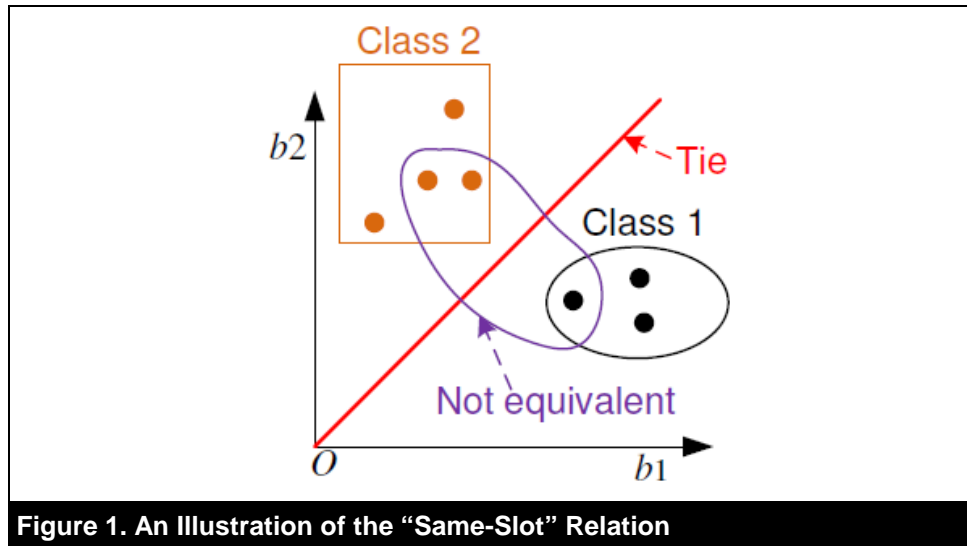 Class 2
b2
Tie
Class 1
Not equivalent
O
b1
Figure 1. An Illustration of the “Same-Slot” Relation